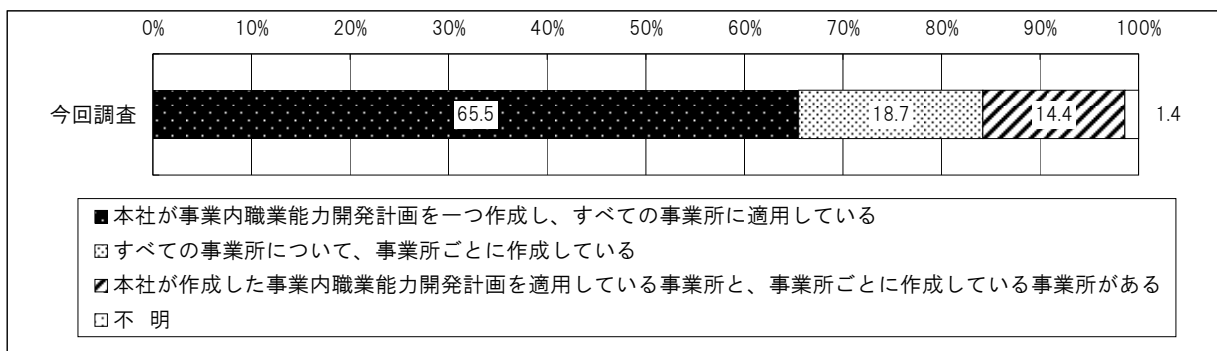 0% 10% 20% 30% 40% 50% 60% 70% 80% 90% 100%
今回調査 65.5 18.7 14.4 1.4
本社が事業内職業能力開発計画を一つ作成し、すべての事業所に適用している
すべての事業所について、事業所ごとに作成している
本社が作成した事業内職業能力開発計画を適用している事業所と、事業所ごとに作成している事業所がある
不 明